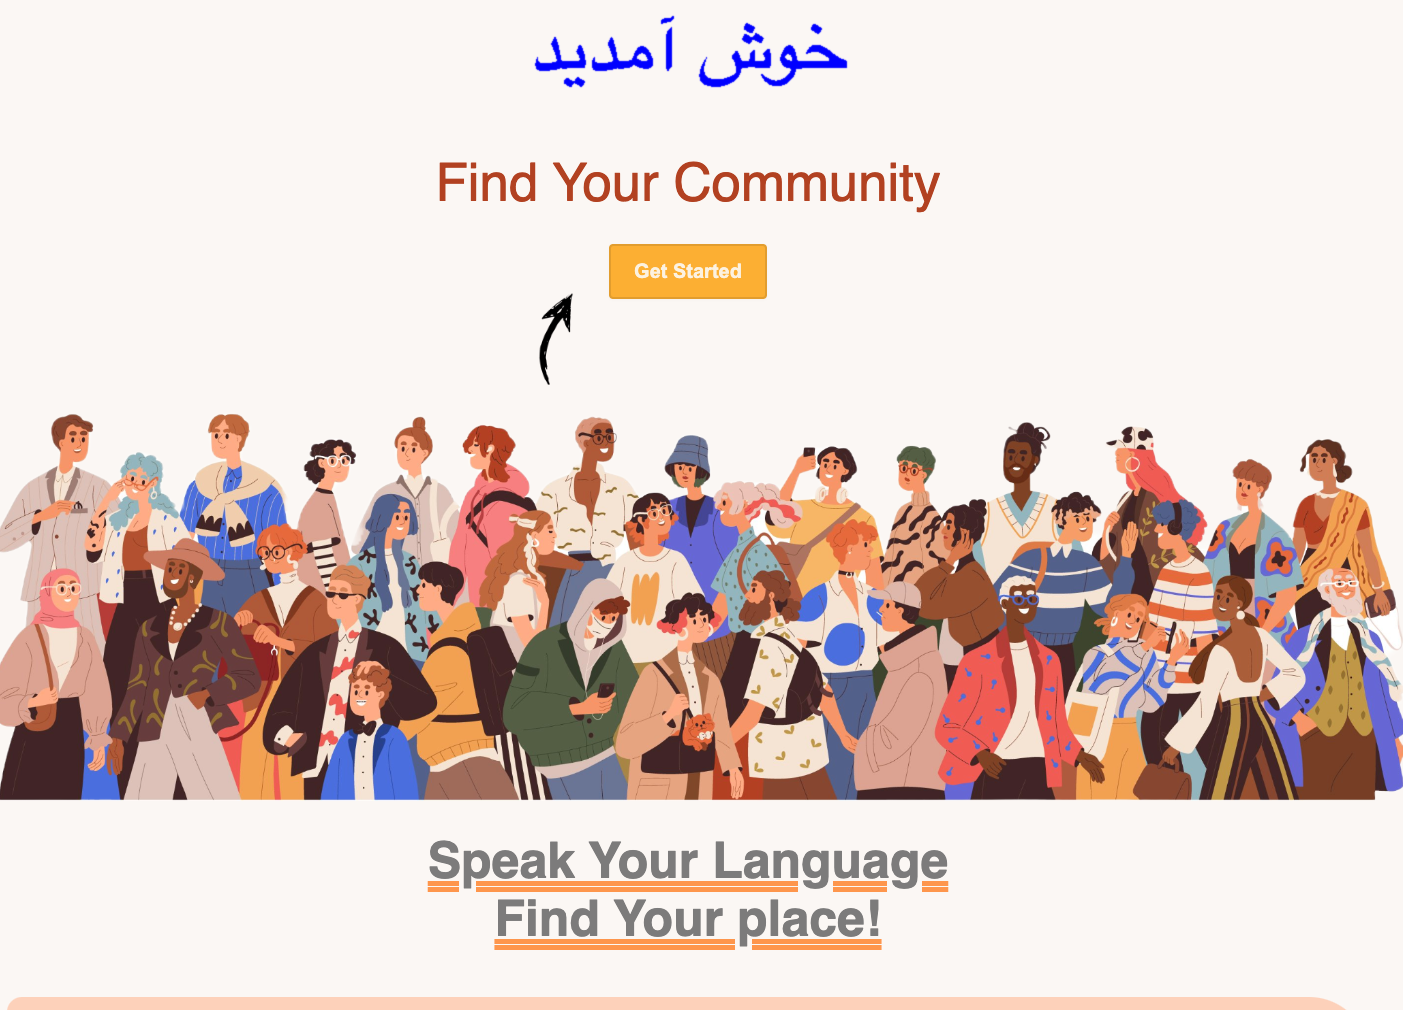 خوش آمدید
Find Your Community
Get Started
Speak Your Language
Find Your place!